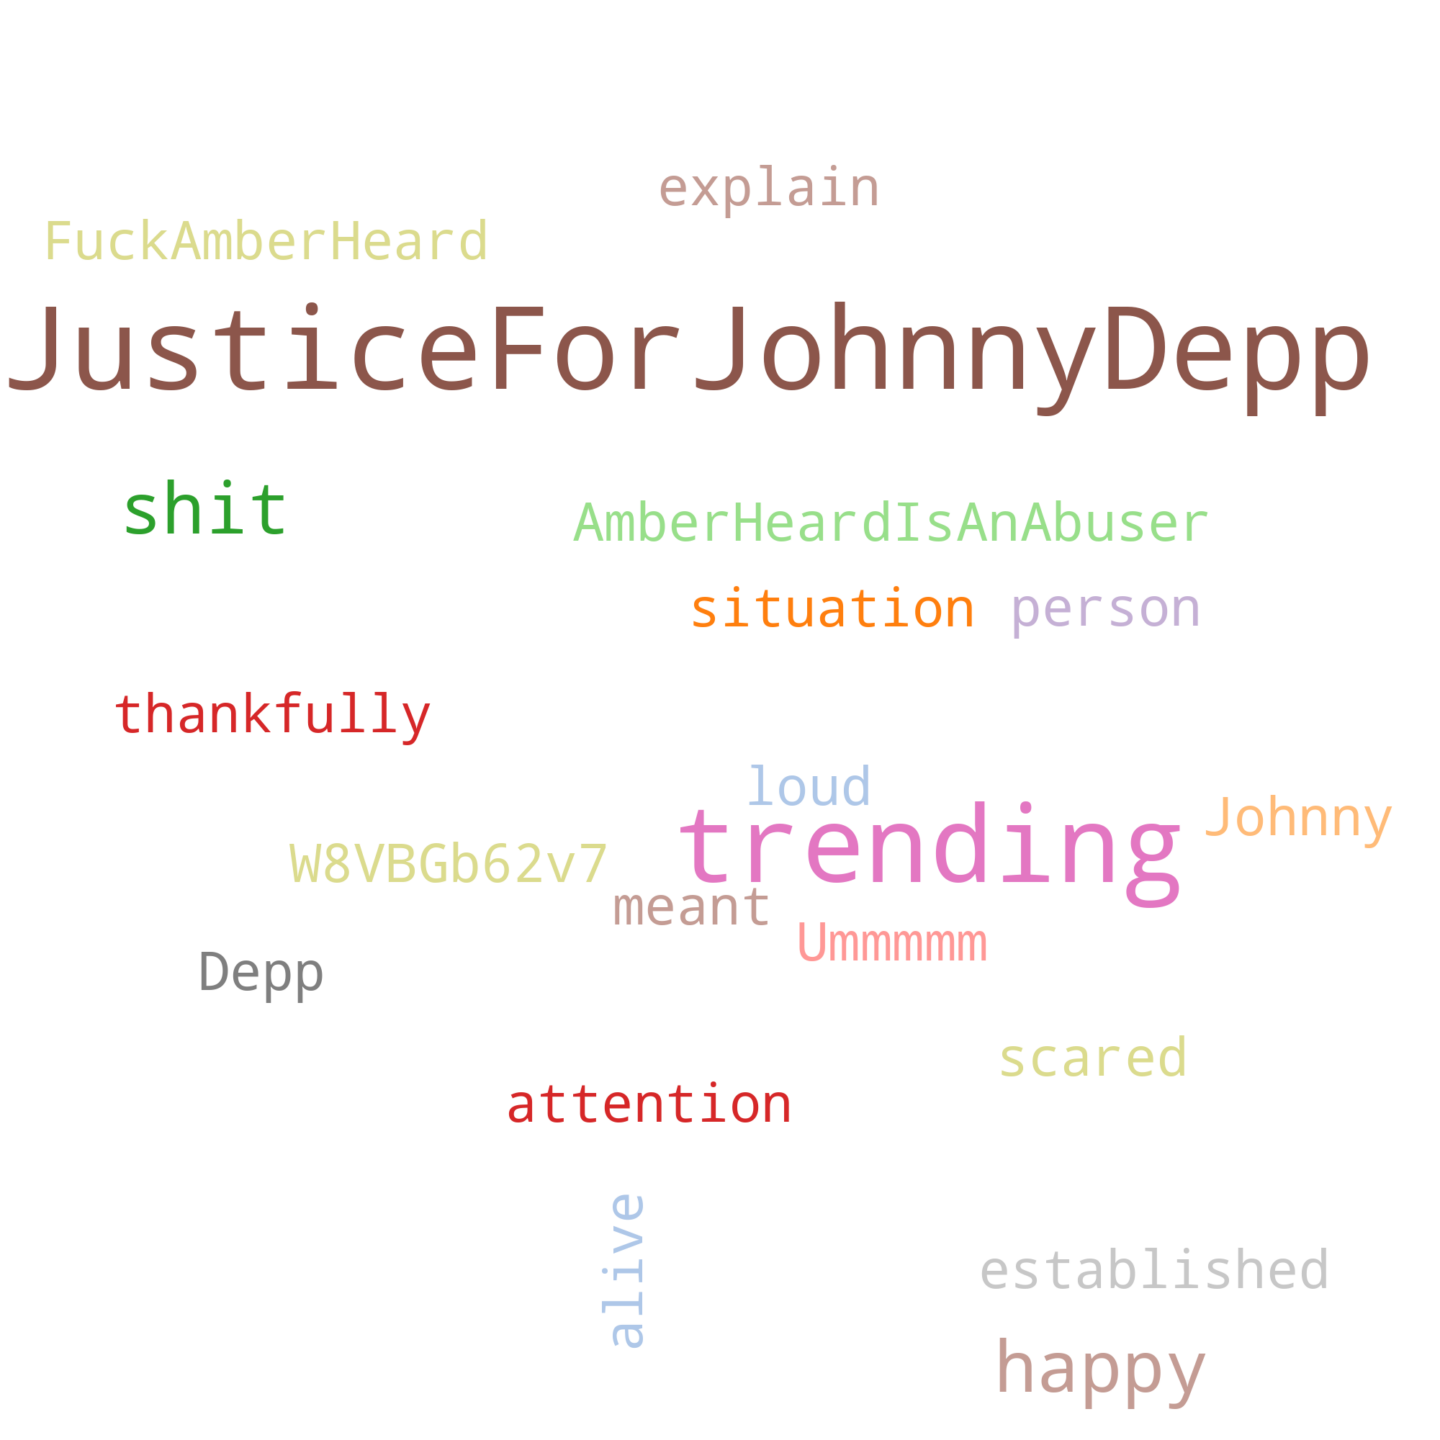 explain
FuckAmberHeard
JusticeForJohnnyDepp
shit
AmberHeardIsAnAbuser
situation person
thankfully
loud
trending
Johnny
W8VBGb62v7
meant
Ummmmm
Depp
scared
attention
alive
established
happy